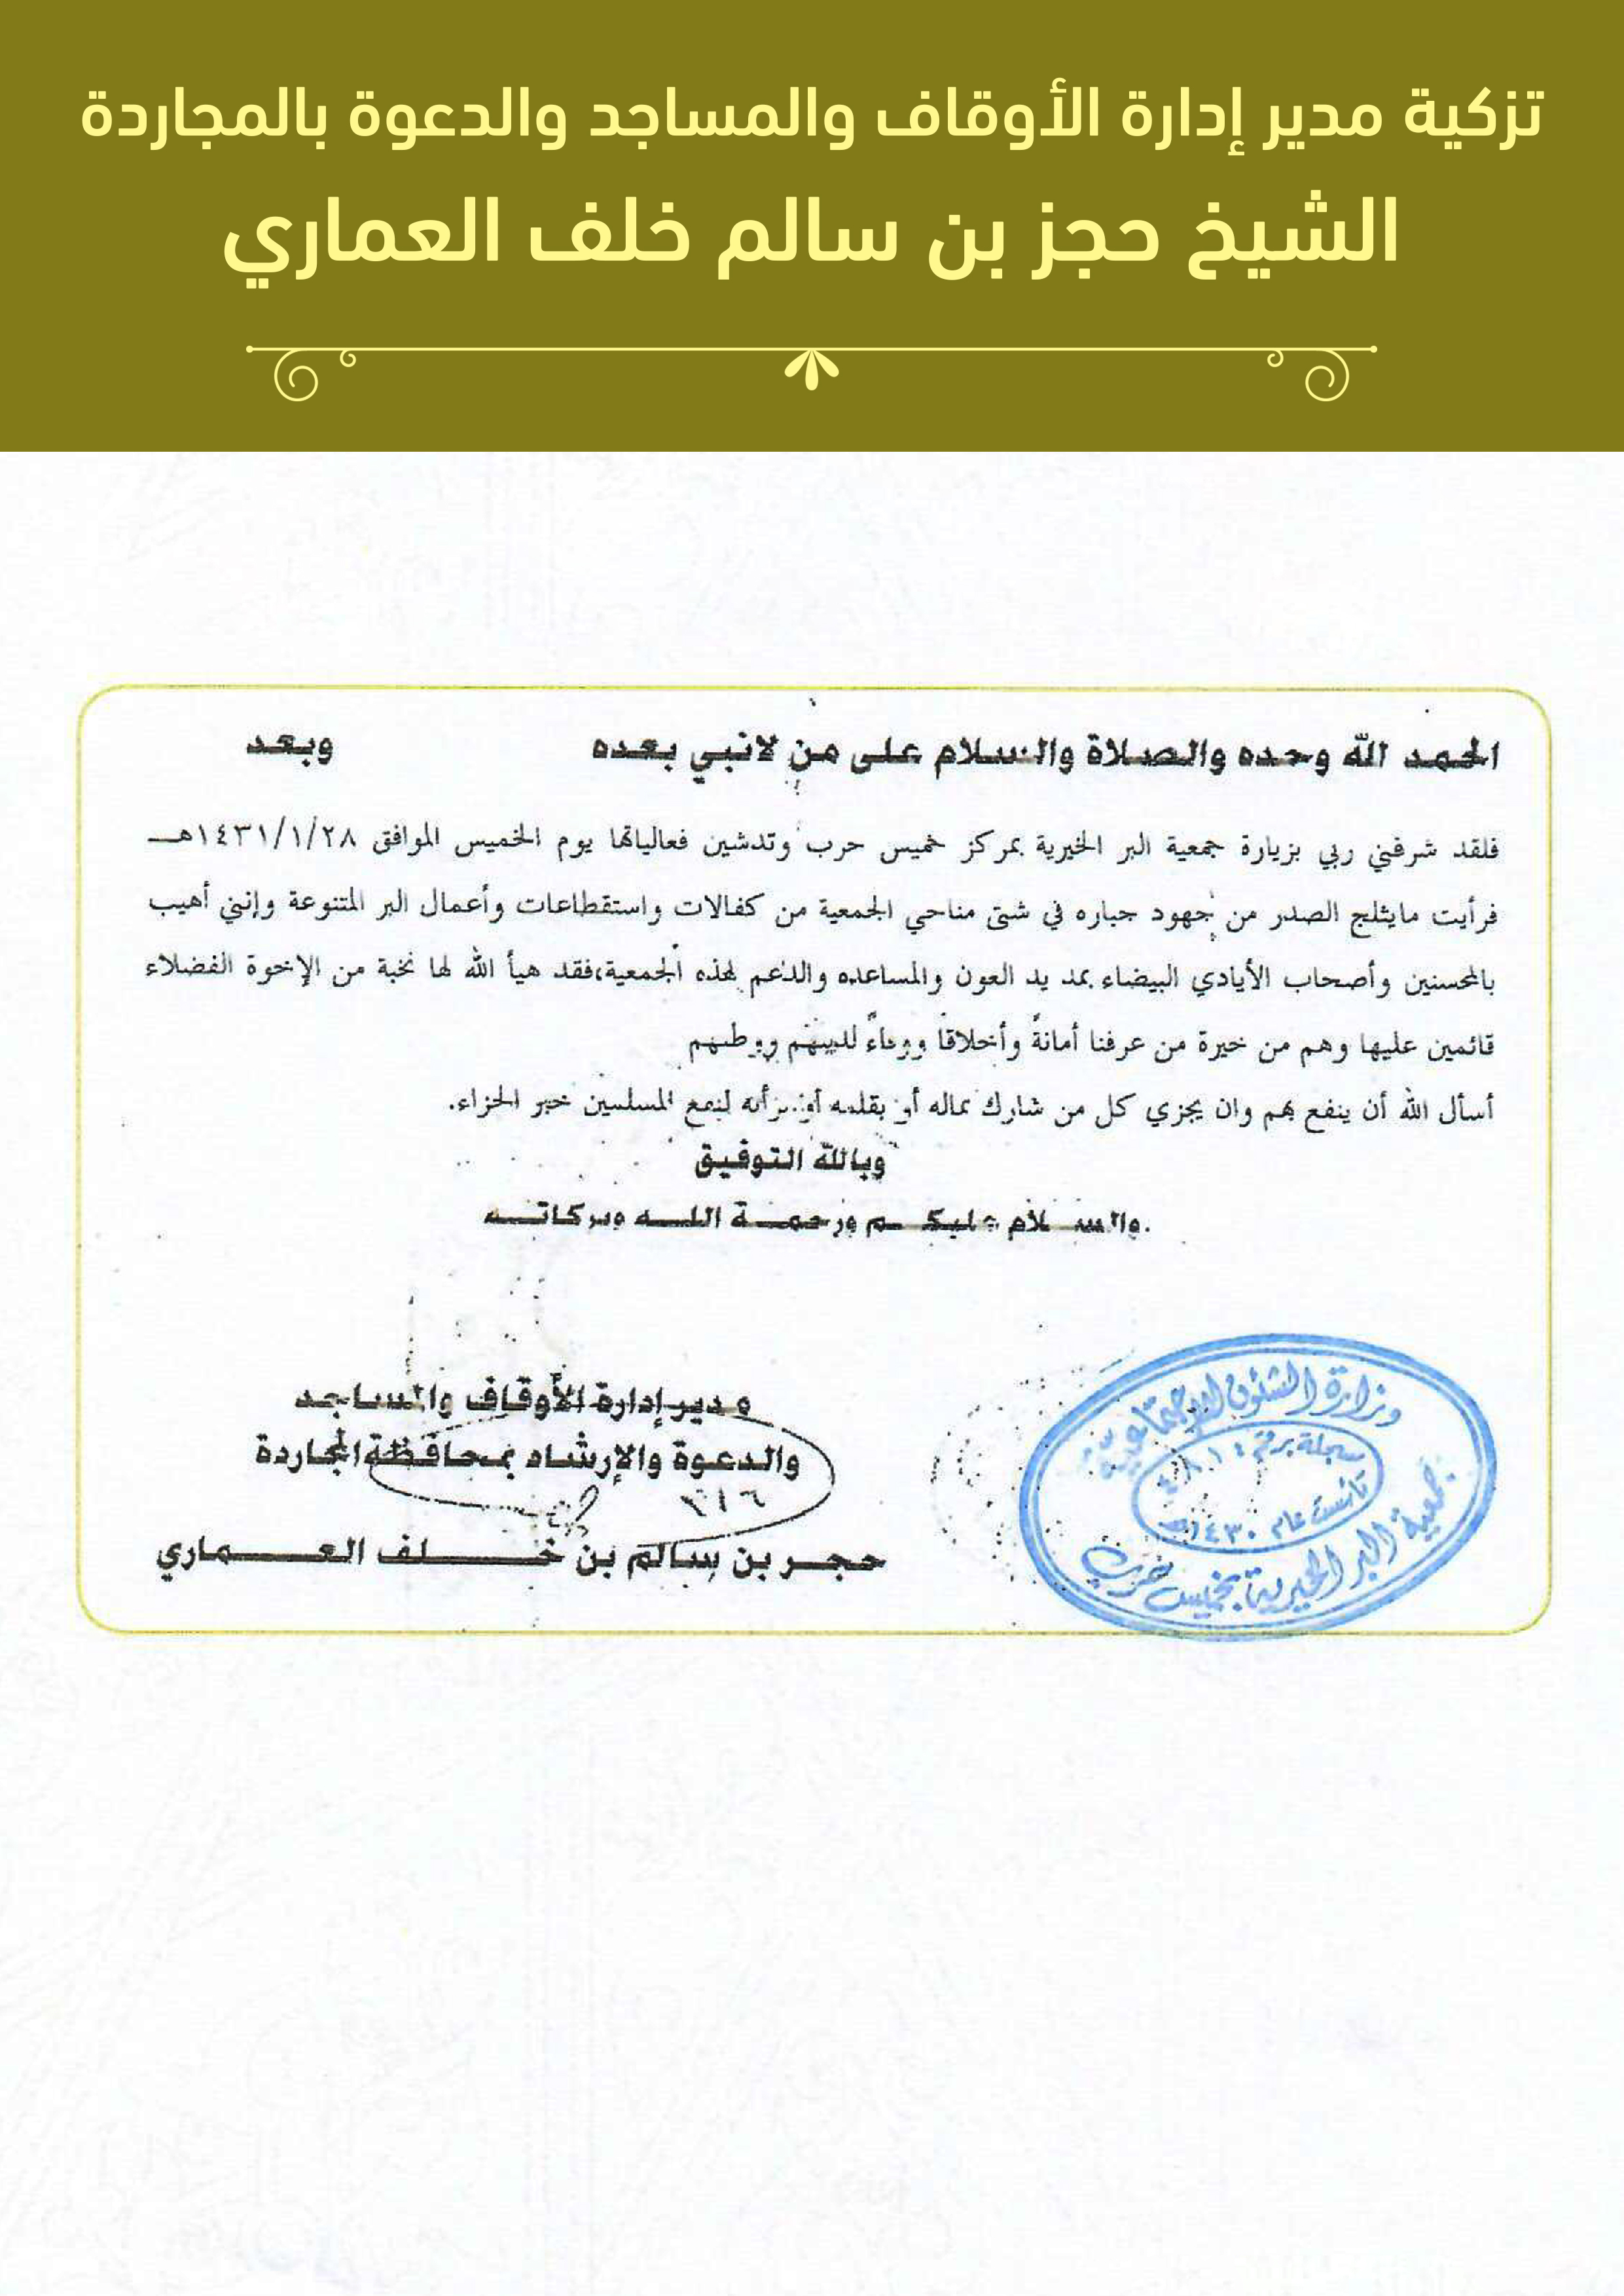 تزكية مدير إدارة الأوقاف والمساجد والدعوة بالمجاردة
الشيخ حجز بن سالم خلف العماري
الحمد الله وحده والصلاة والسلام على من لانبي بعده وبعد
فلقد شرفني ربي بزيارة جمعية البر الخيرية بمركز خميس حرب وتدشين فعالياتها يوم الخميس الموافق ١٤٣١/١/٢٨هـ
فرأيت مايثلج الصدر من جهود جباره في شتى مناحي الجمعية من كفالات واستقطاعات وأعمال البر المتنوعة وإنني أهيب
بالمحسنين وأصحاب الأيادي البيضاء بمد يد العون والمساعده والدعم لهذه الجمعية،فقد هيأ الله لها نخبة من الإخوة الفضلاء
قائمين عليها وهم من خيرة من عرفنا أمانةً وأخلاقا ووفاءً لدينهم ووطنهم
أسأل الله أن ينفع بهم وان يجزي كل من شارك بماله أو بقلمه أو لنفع المسلمين خير الجزاء.
وبالله التوفيق
والسلام عليكم ورحمة الله وبركاته
مدير إدارة الأوقاف والمساجد
والدعوة والإرشاد بمحافظة المجاردة
حجر بن سالم بن خلف العماري
وزارة الشئون الاجتماعية
مسجلة برقم
تأسست عام ١٤٣٠هـ
جمعية البر الخيرية بخميس حرب